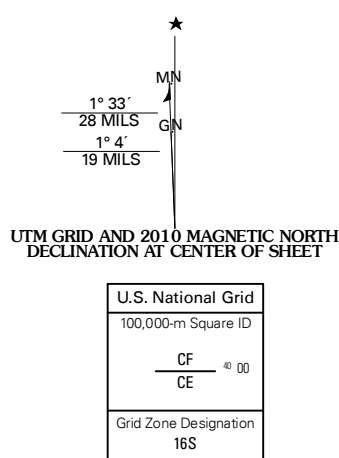 ★
MN
1° 33´
28 MILS
GN
1° 4´
19 MILS
UTM GRID AND 2010 MAGNETIC NORTH
DECLINATION AT CENTER OF SHEET
U.S. National Grid
100,000-m Square ID
CF
40 00
CE
Grid Zone Designation
16S